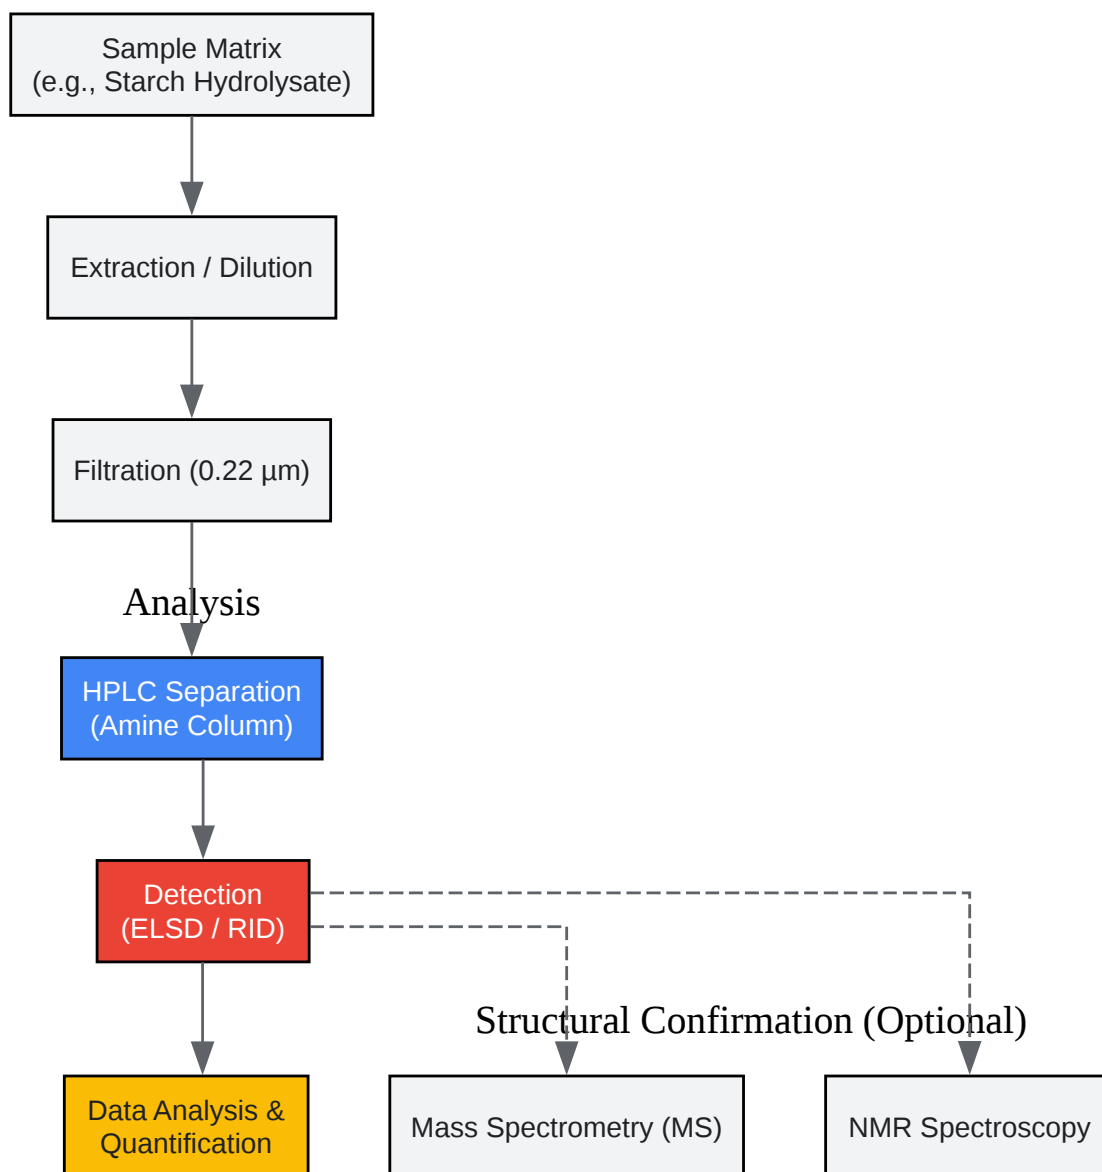 Sample Matrix
(e.g., Starch Hydrolysate)
Extraction / Dilution
Filtration (0.22 µm)
Analysis
HPLC Separation
(Amine Column)
Detection
(ELSD / RID)
Structural Confirmation (Optional)
Data Analysis &
Quantification
Mass Spectrometry (MS)
NMR Spectroscopy